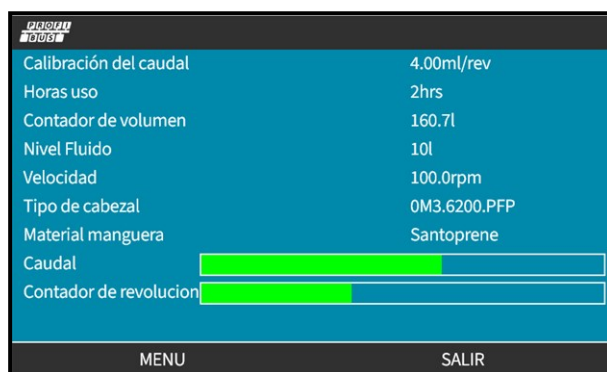 PROFI
BUS
Calibración del caudal 4.00ml/rev
Horas uso 2hrs
Contador de volumen 160.7l
Nivel Fluido 10l
Velocidad 100.0rpm
Tipo de cabezal 0M3.6200.PFP
Material manguera Santoprene
Caudal
Contador de revolucion
MENU SALIR